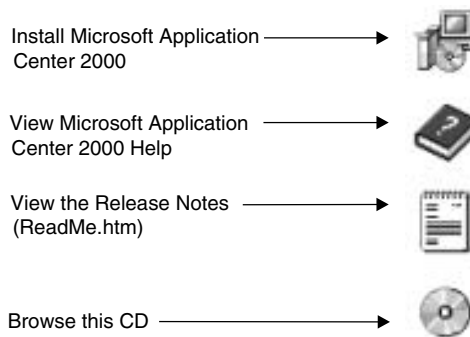 Install Microsoft Application
Center 2000
View Microsoft Application
Center 2000 Help
View the Release Notes
(ReadMe.htm)
Browse this CD